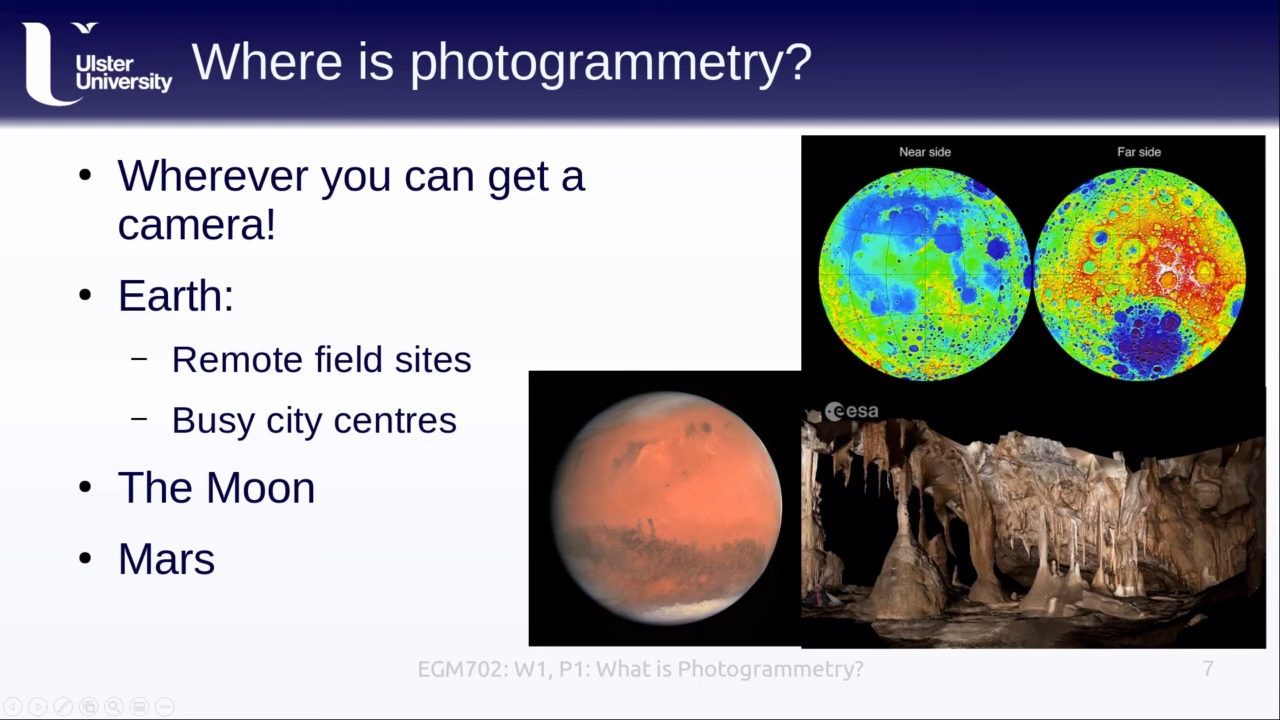 Ulster
University
Where is photogrammetry?
• Wherever you can get a
camera!
• Earth:
– Remote field sites
– Busy city centres
• The Moon
• Mars
Near side
Far side
esa
EGM702: W1, P1: What is Photogrammetry?
7